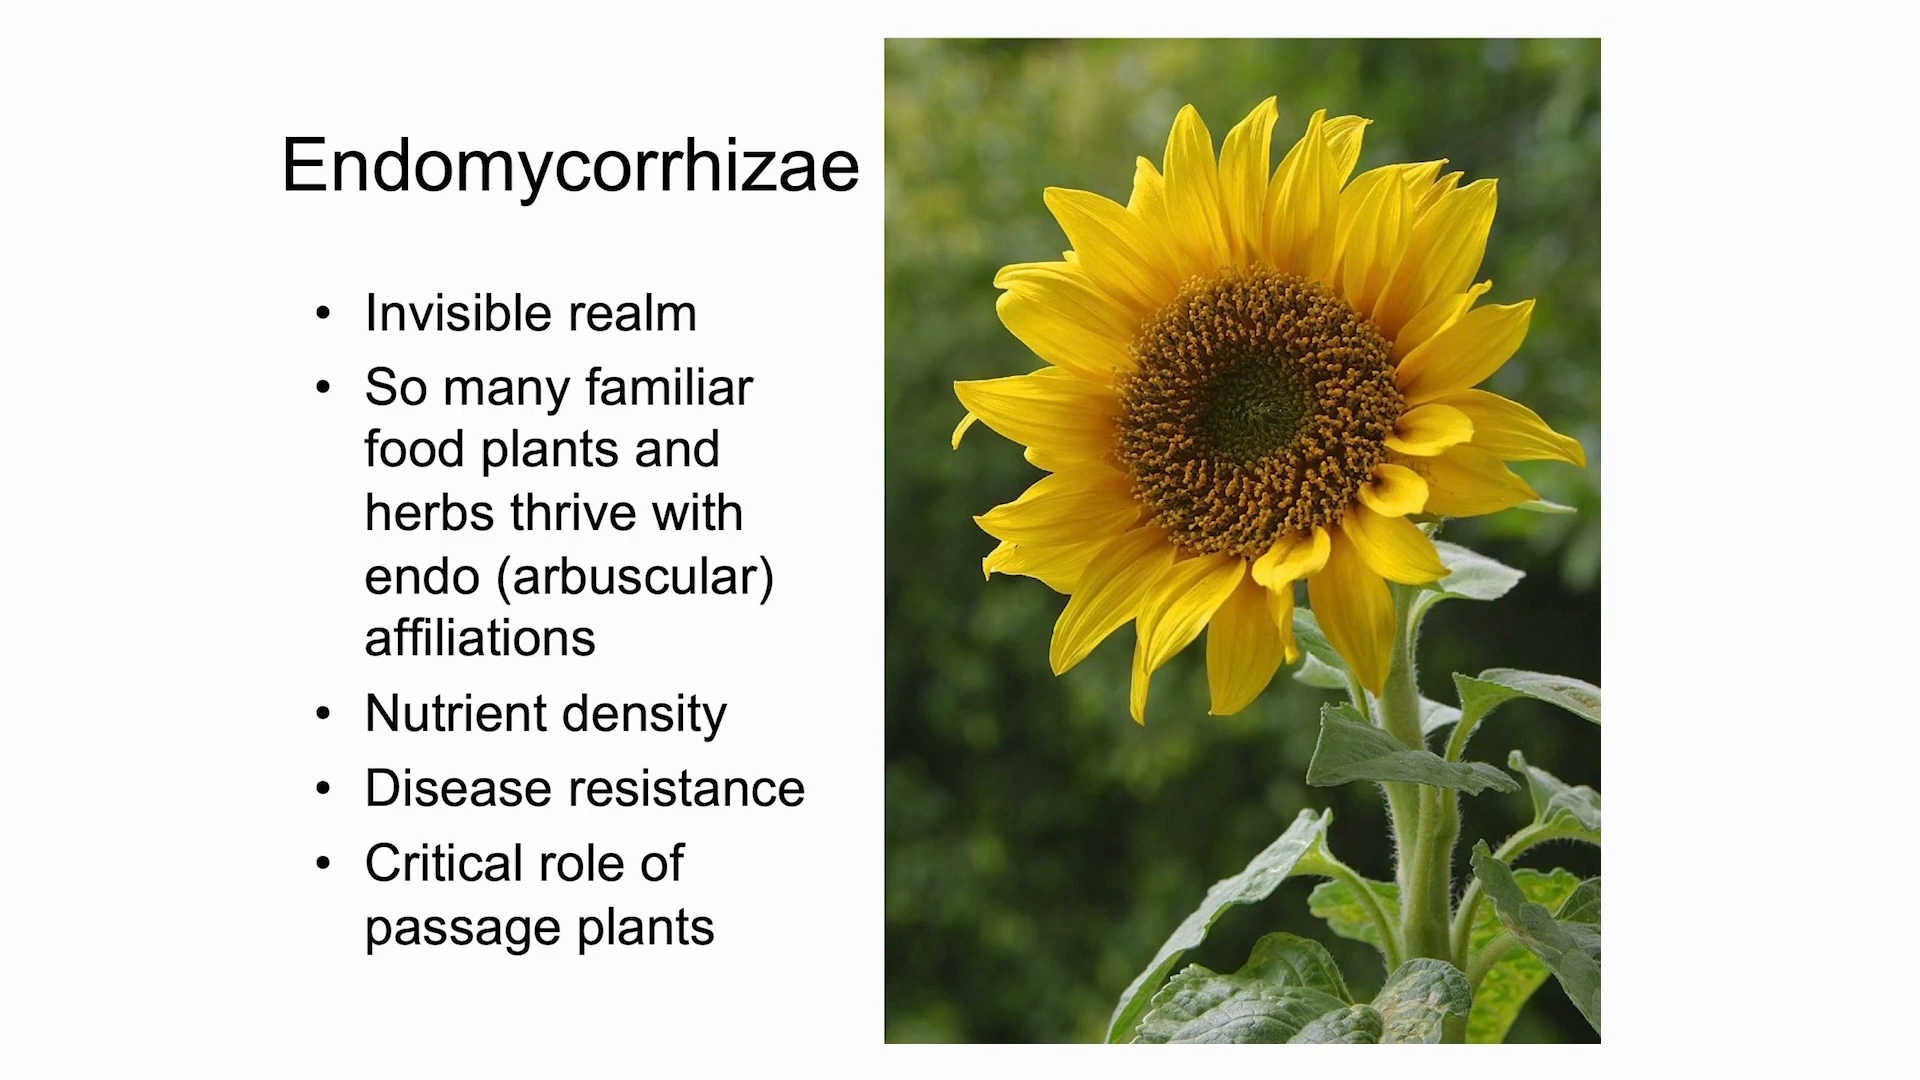 Endomycorrhizae
• Invisible realm
• So many familiar
food plants and
herbs thrive with
endo (arbuscular)
affiliations
• Nutrient density
• Disease resistance
• Critical role of
passage plants